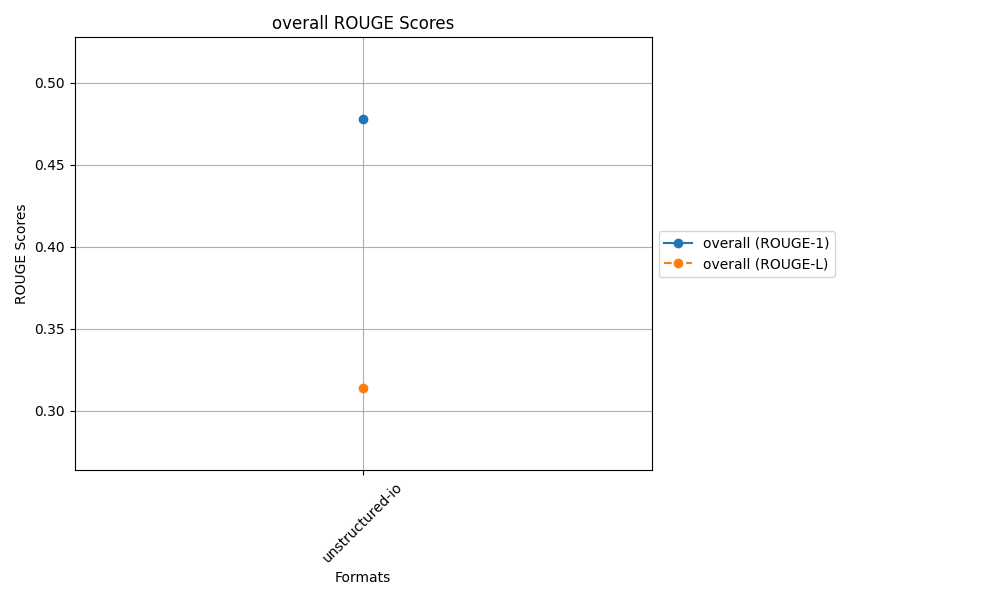 overall ROUGE Scores
ROUGE Scores
0.50
0.45
0.40
0.35
0.30
unstructured-io
Formats
overall (ROUGE-1)
overall (ROUGE-L)